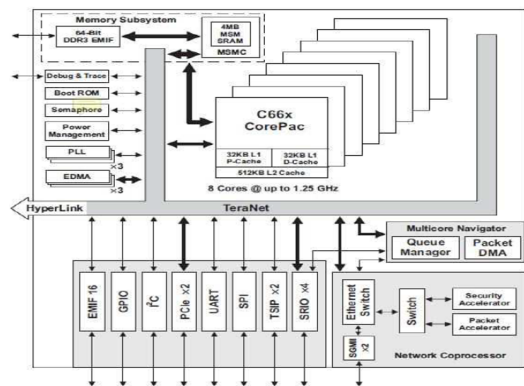 Memory Subsystem
64-Bit
DDR3 EMIF
4MB
MSM
SRAM
MSMC
Debug & Trace
Boot ROM
Semaphore
Power
Management
PLL
×3
EDMA
×3
C66x
CorePac
32KB L1
P-Cache
32KB L1
D-Cache
512KB L2 Cache
8 Cores @ up to 1.25 GHz
HyperLink
TeraNet
Multicore Navigator
Queue
Manager
Packet
DMA
EMIF 16
GPIO
I²C
PCIe ×2
UART
SPI
TSIP ×2
SRIO ×4
Ethernet
Switch
SGMII
×2
Switch
Security
Accelerator
Packet
Accelerator
Network Coprocessor